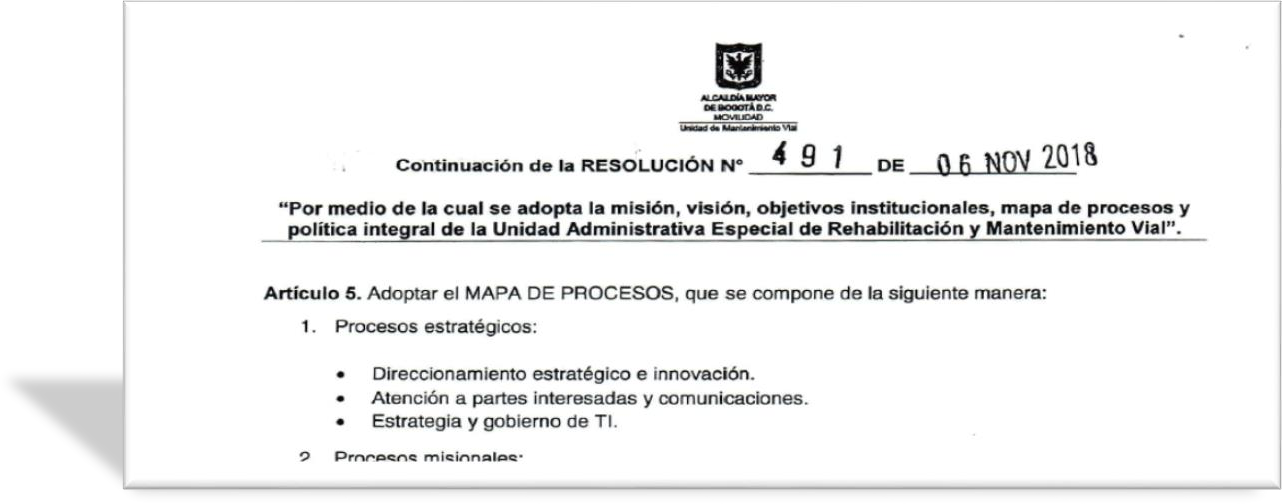 ALCALDÍA MAYOR
DE BOGOTÁ D.C.
MOVILIDAD
Unidad de Mantenimiento Vial
Continuación de la RESOLUCIÓN N° 491 DE 06 NOV 2018
“Por medio de la cual se adopta la misión, visión, objetivos institucionales, mapa de procesos y
política integral de la Unidad Administrativa Especial de Rehabilitación y Mantenimiento Vial”.
Artículo 5. Adoptar el MAPA DE PROCESOS, que se compone de la siguiente manera:
1. Procesos estratégicos:
• Direccionamiento estratégico e innovación.
• Atención a partes interesadas y comunicaciones.
• Estrategia y gobierno de TI.
2. Procesos misionales: